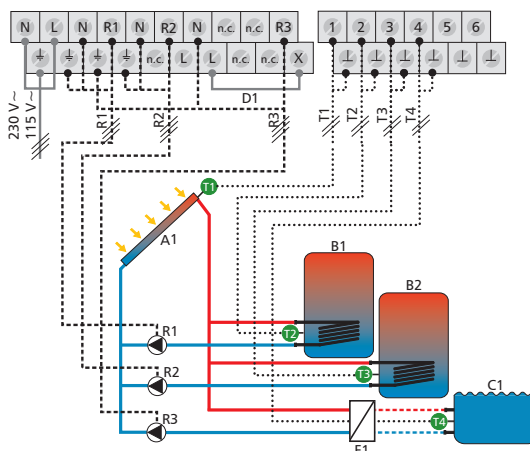 N L N R1 N R2 N n.c. n.c. R3
1 2 3 4 5 6
n.c. L L n.c. n.c. X
D1
230 V~
115 V~
R1
R2
R3
T1
T2
T3
T4
T1
A1
B1
B2
R1
T2
R2
T3
C1
R3
T4